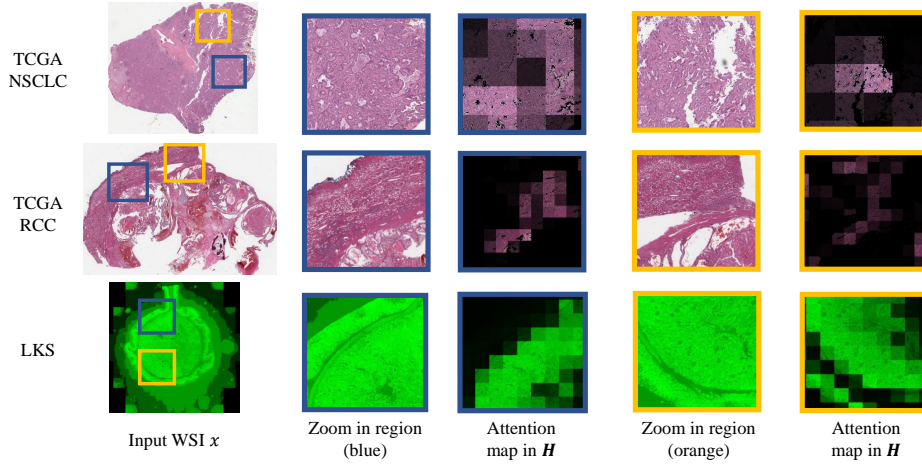 TCGA
NSCLC
TCGA
RCC
LKS
Input WSI x
Zoom in region
(blue)
Attention
map in H
Zoom in region
(orange)
Attention
map in H